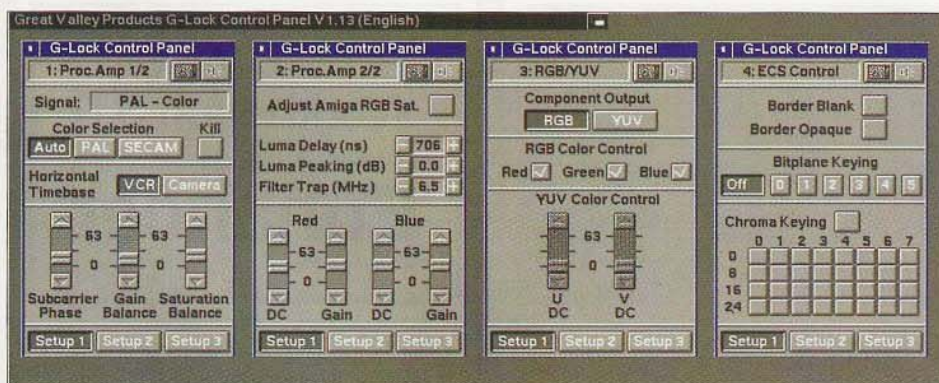 Great Valley Products G-Lock Control Panel V 1.13 (English)
G-Lock Control Panel
1: Proc.Amp 1/2
Signal: PAL - Color
Color Selection Kill
Auto PAL SECAM
Horizontal Timebase VCR Camera
63
63
0
0
Subcarrier Phase
Gain Balance
Saturation Balance
Setup 1 Setup 2 Setup 3
G-Lock Control Panel
2: Proc.Amp 2/2
Adjust Amiga RGB Sat.
Luma Delay (ns) - 706 +
Luma Peaking (dB) - 0.0 +
Filter Trap (MHz) - 6.5 +
Red Blue
63 63
0 0
DC Gain DC Gain
Setup 1 Setup 2 Setup 3
G-Lock Control Panel
3: RGB/YUV
Component Output
RGB YUV
RGB Color Control
Red Green Blue
YUV Color Control
63
0
U DC
V DC
Setup 1 Setup 2 Setup 3
G-Lock Control Panel
4: ECS Control
Border Blank
Border Opaque
Bitplane Keying
Off 0 1 2 3 4 5
Chroma Keying
0 1 2 3 4 5 6 7
0
8
16
24
Setup 1 Setup 2 Setup 3